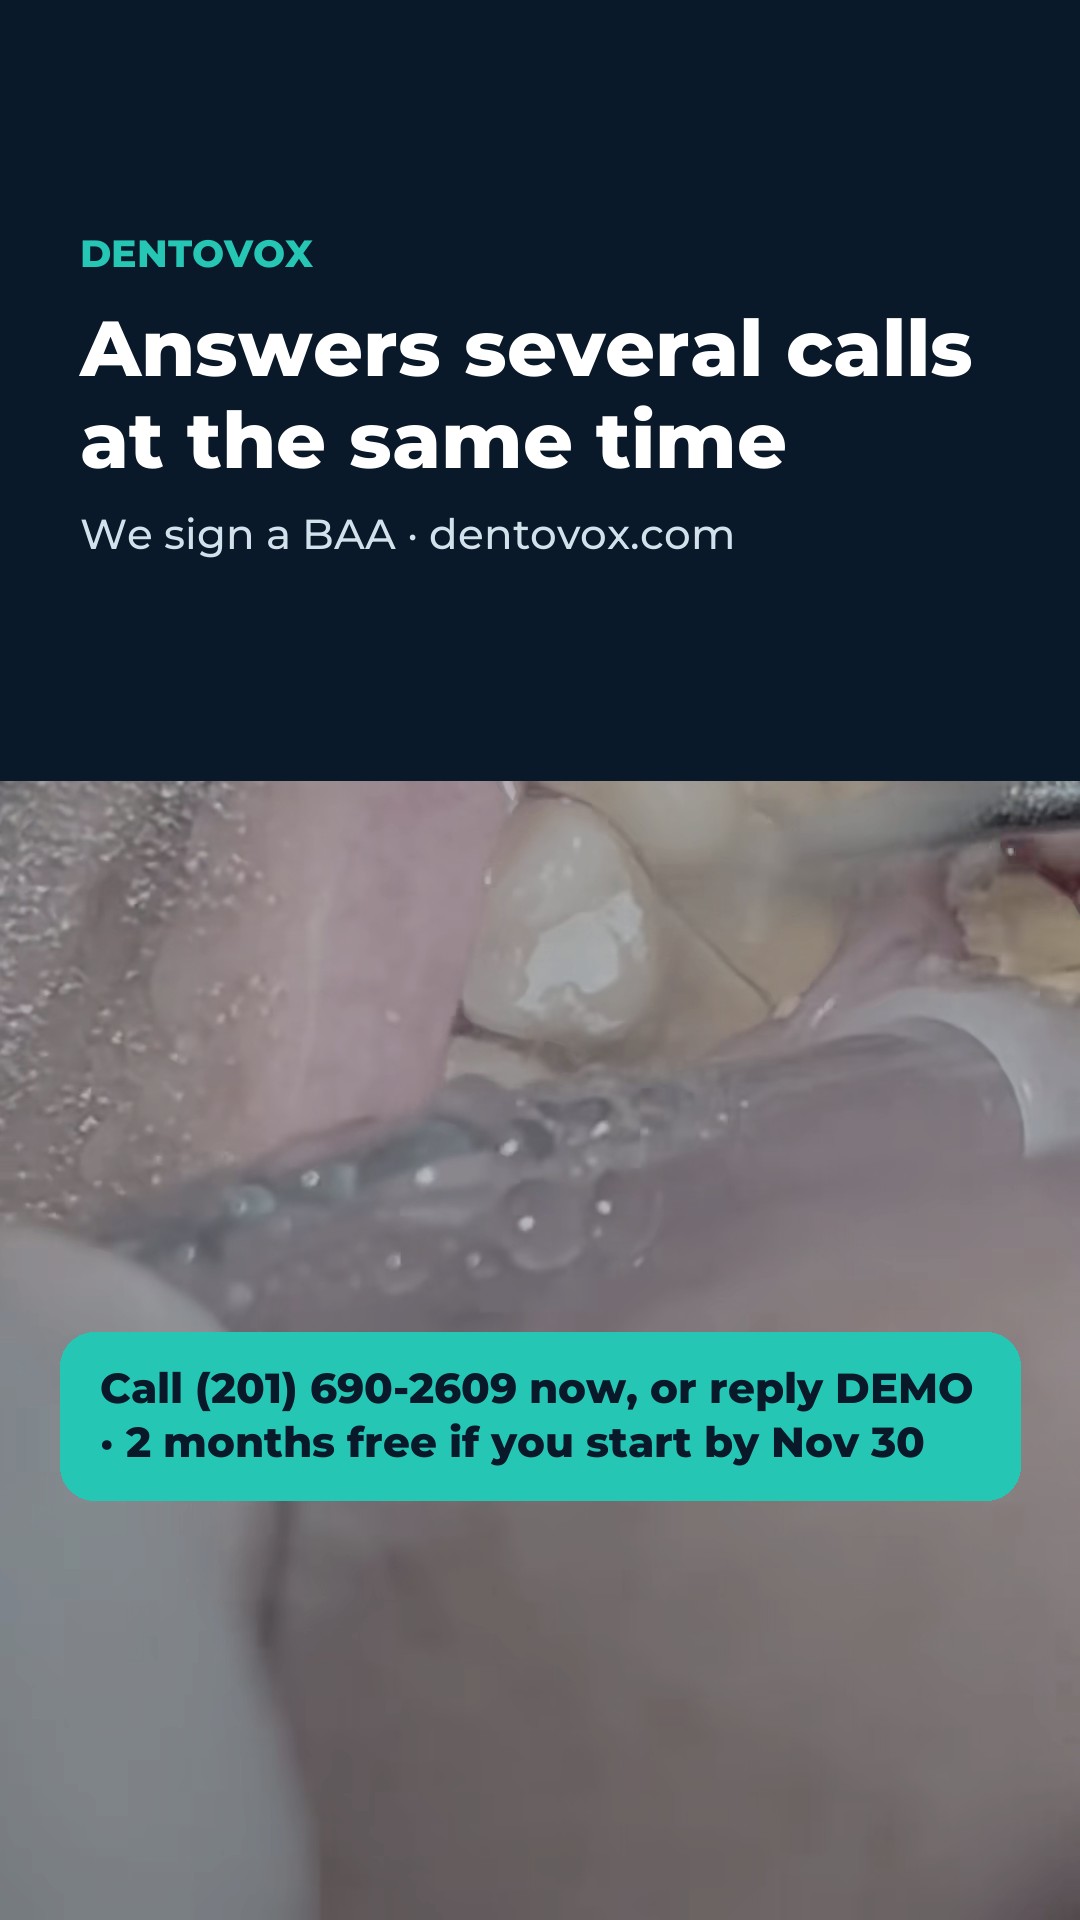 DENTOVOX
Answers several calls
at the same time
We sign a BAA · dentovox.com
Call (201) 690-2609 now, or reply DEMO
· 2 months free if you start by Nov 30